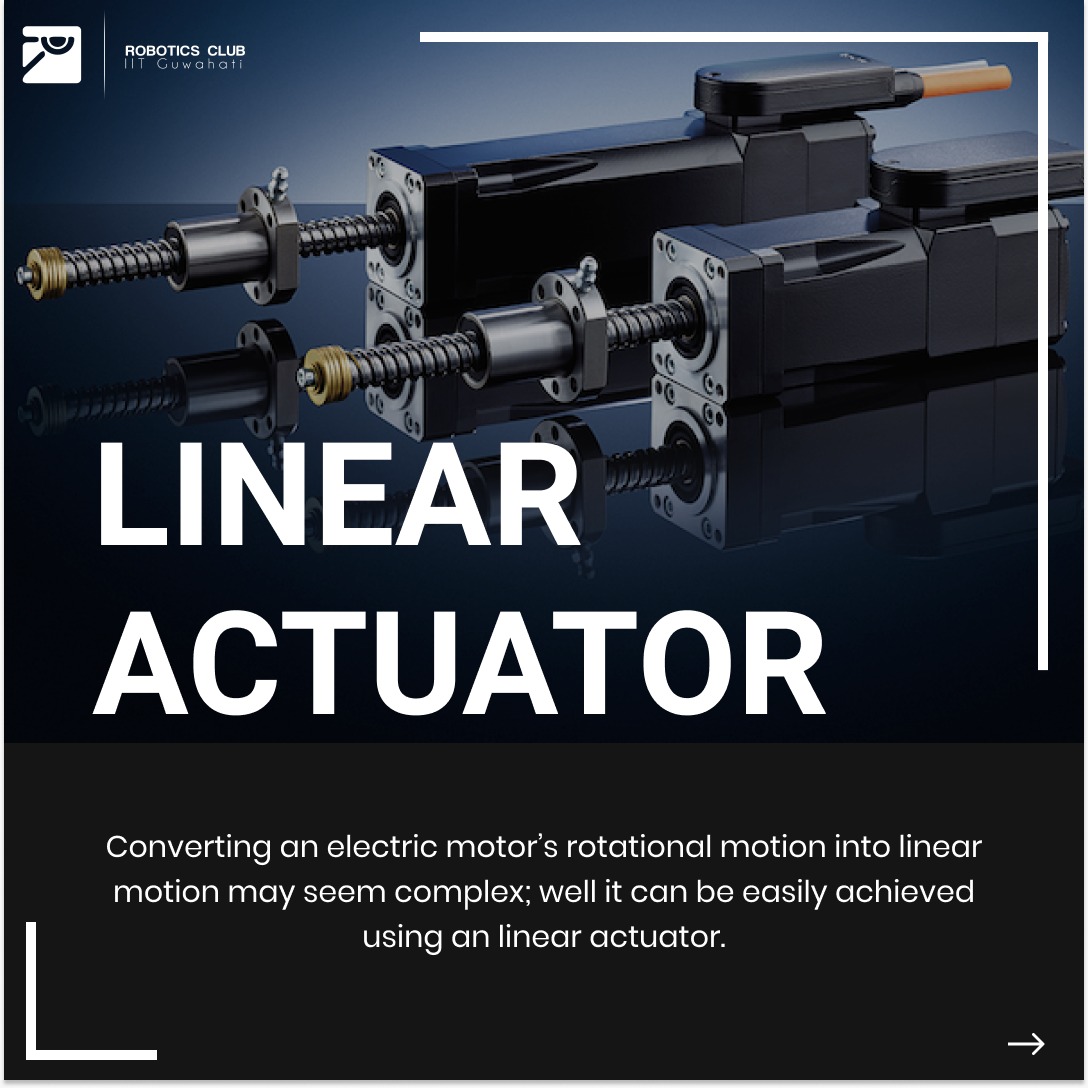 ROBOTICS CLUB
IIT Guwahati
LINEAR
ACTUATOR
Converting an electric motor’s rotational motion into linear
motion may seem complex; well it can be easily achieved
using an linear actuator.